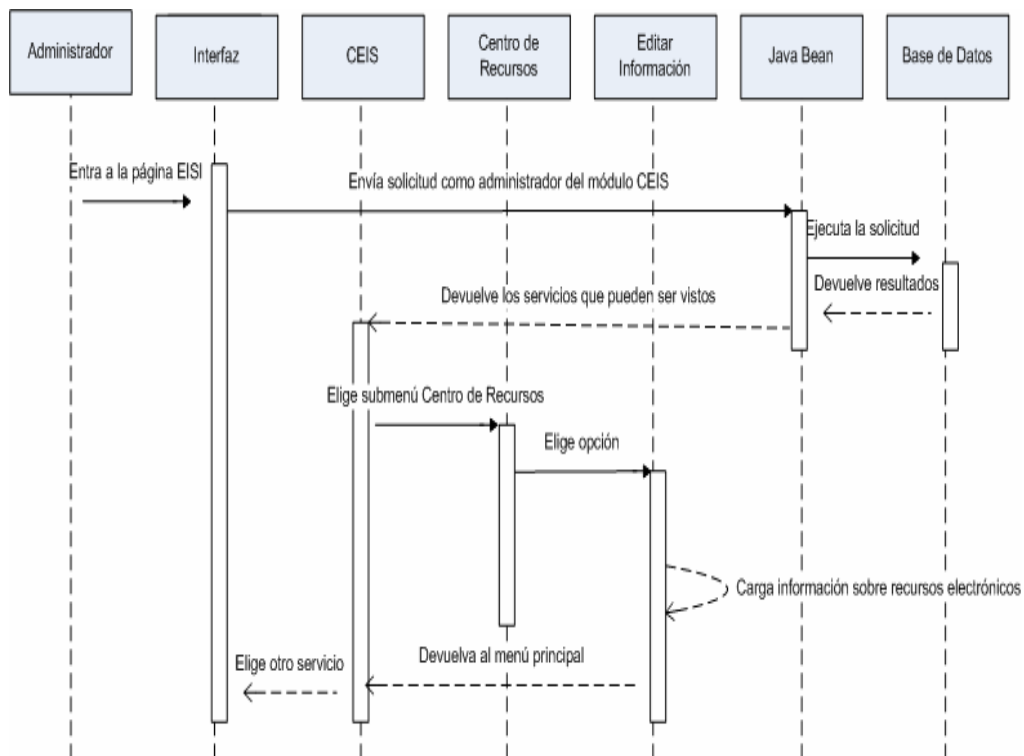 Administrador
Interfaz
CEIS
Centro de
Recursos
Editar
Información
Java Bean
Base de Datos
Entra a la página EISI
Envía solicitud como administrador del módulo CEIS
Ejecuta la solicitud
Devuelve resultados
Devuelve los servicios que pueden ser vistos
Elige submenú Centro de Recursos
Elige opción
Carga información sobre recursos electrónicos
Devuelva al menú principal
Elige otro servicio